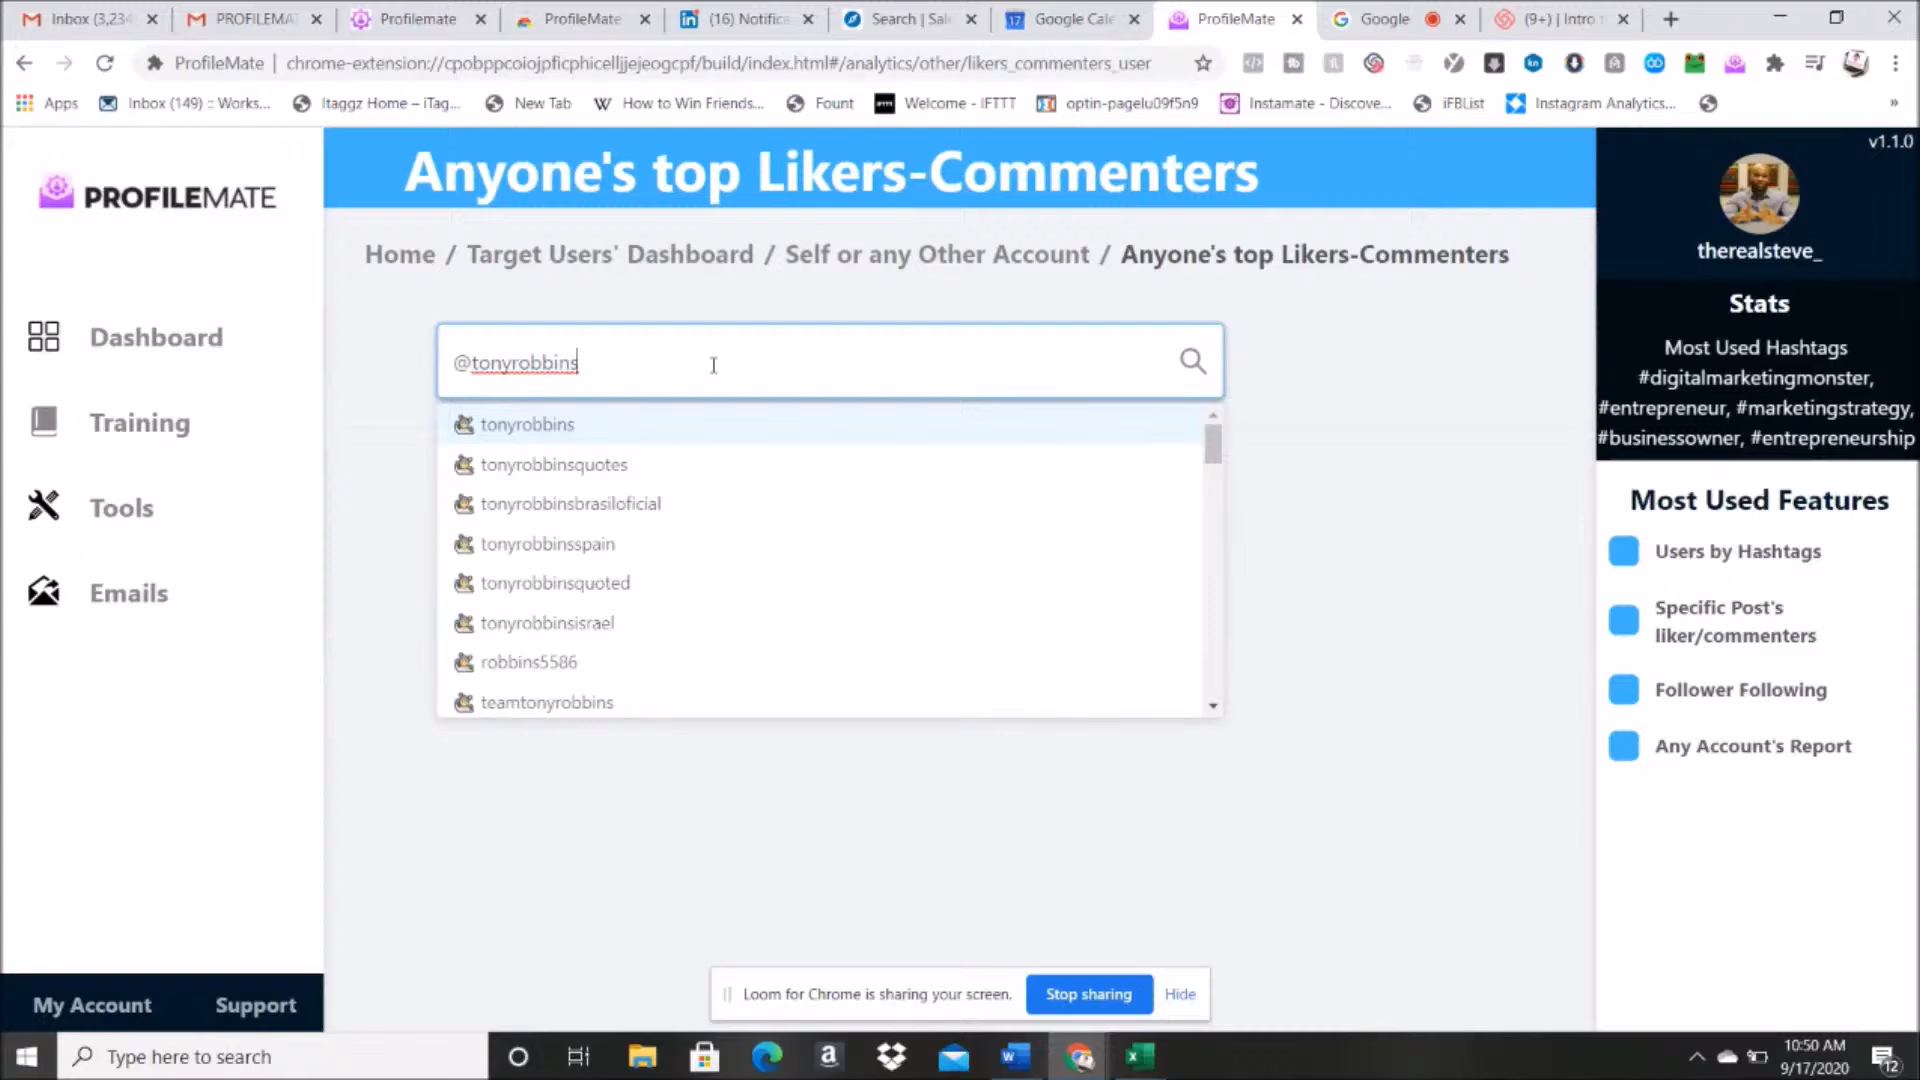 Inbox (3,234
PROFILEMA
Profilemate
ProfileMate
(16) Notifica
Search | Sal
Google Cale
ProfileMate
Google
(9+) | Intro
ProfileMate | chrome-extension://cpobppcoiojpficphicelljjejeogcpf/build/index.html#/analytics/other/likers_commenters_user
Apps
Inbox (149) :: Works...
Itaggz Home – iTag...
New Tab
How to Win Friends...
Fount
Welcome - IFTTT
optin-pagelu09f5n9
Instamate - Discove...
iFBList
Instagram Analytics...
PROFILEMATE
Dashboard
Training
Tools
Emails
My Account
Support
Anyone's top Likers-Commenters
Home / Target Users' Dashboard / Self or any Other Account / Anyone's top Likers-Commenters
@tonyrobbins
tonyrobbins
tonyrobbinsquotes
tonyrobbinsbrasiloficial
tonyrobbinsspain
tonyrobbinsquoted
tonyrobbinsisrael
robbins5586
teamtonyrobbins
v1.1.0
therealsteve_
Stats
Most Used Hashtags
#digitalmarketingmonster,
#entrepreneur, #marketingstrategy,
#businessowner, #entrepreneurship
Most Used Features
Users by Hashtags
Specific Post's
liker/commenters
Follower Following
Any Account's Report
Loom for Chrome is sharing your screen.
Stop sharing
Hide
Type here to search
10:50 AM
9/17/2020
12